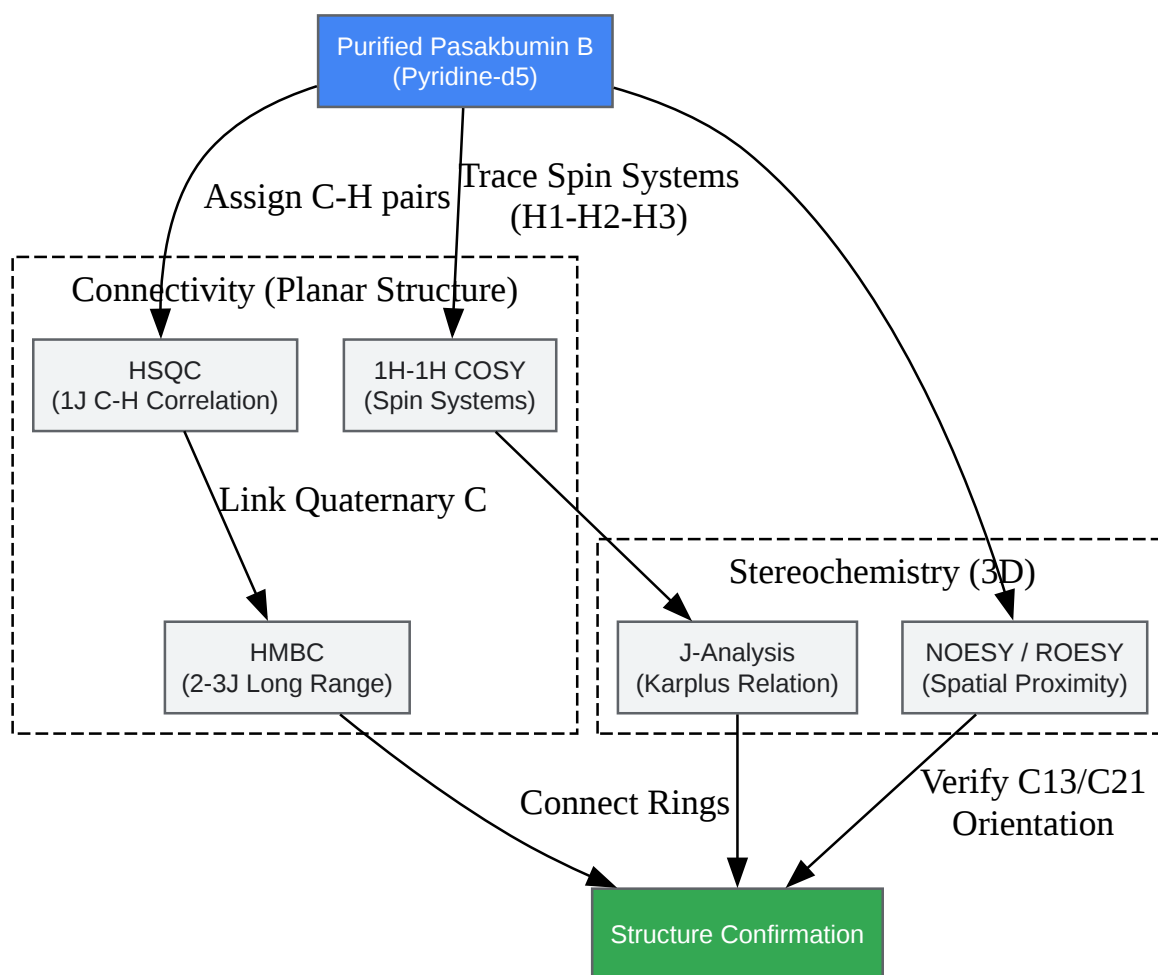 Purified Pasakbumin B
(Pyridine-d5)
Assign C-H pairs
Trace Spin Systems
(H1-H2-H3)
Connectivity (Planar Structure)
HSQC
(1J C-H Correlation)
1H-1H COSY
(Spin Systems)
Link Quaternary C
Stereochemistry (3D)
HMBC
(2-3J Long Range)
J-Analysis
(Karplus Relation)
NOESY / ROESY
(Spatial Proximity)
Connect Rings
Verify C13/C21
Orientation
Structure Confirmation